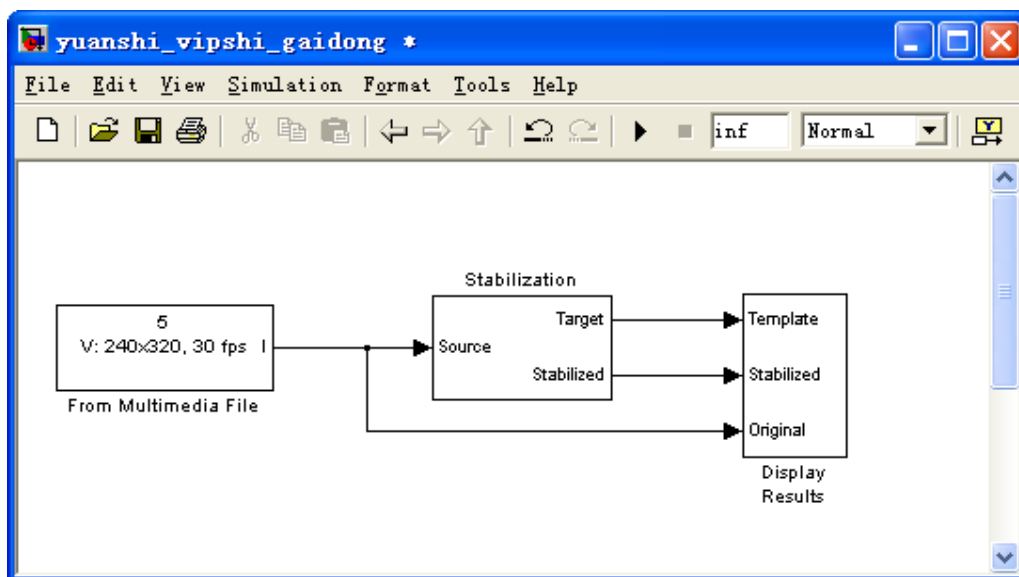 yuanshi_vipshi_gaidong *
File Edit View Simulation Format Tools Help
inf Normal
Stabilization
5
V: 240x320, 30 fps I
From Multimedia File
Source
Target
Stabilized
Template
Stabilized
Original
Display
Results